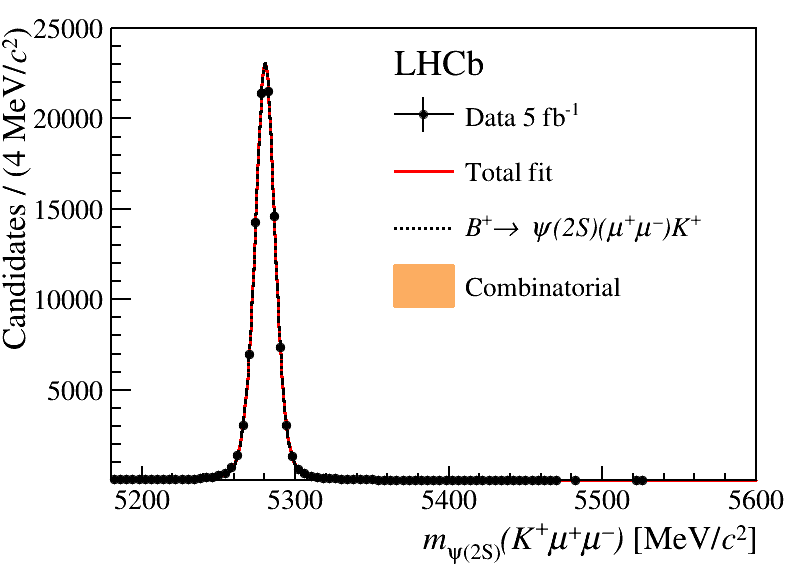 Candidates / (4 MeV/c²)
25000
20000
15000
10000
5000
LHCb
Data 5 fb⁻¹
Total fit
B⁺→ ψ(2S)(μ⁺μ⁻)K⁺
Combinatorial
5200 5300 5400 5500 5600
m_ψ(2S)(K⁺μ⁺μ⁻) [MeV/c²]